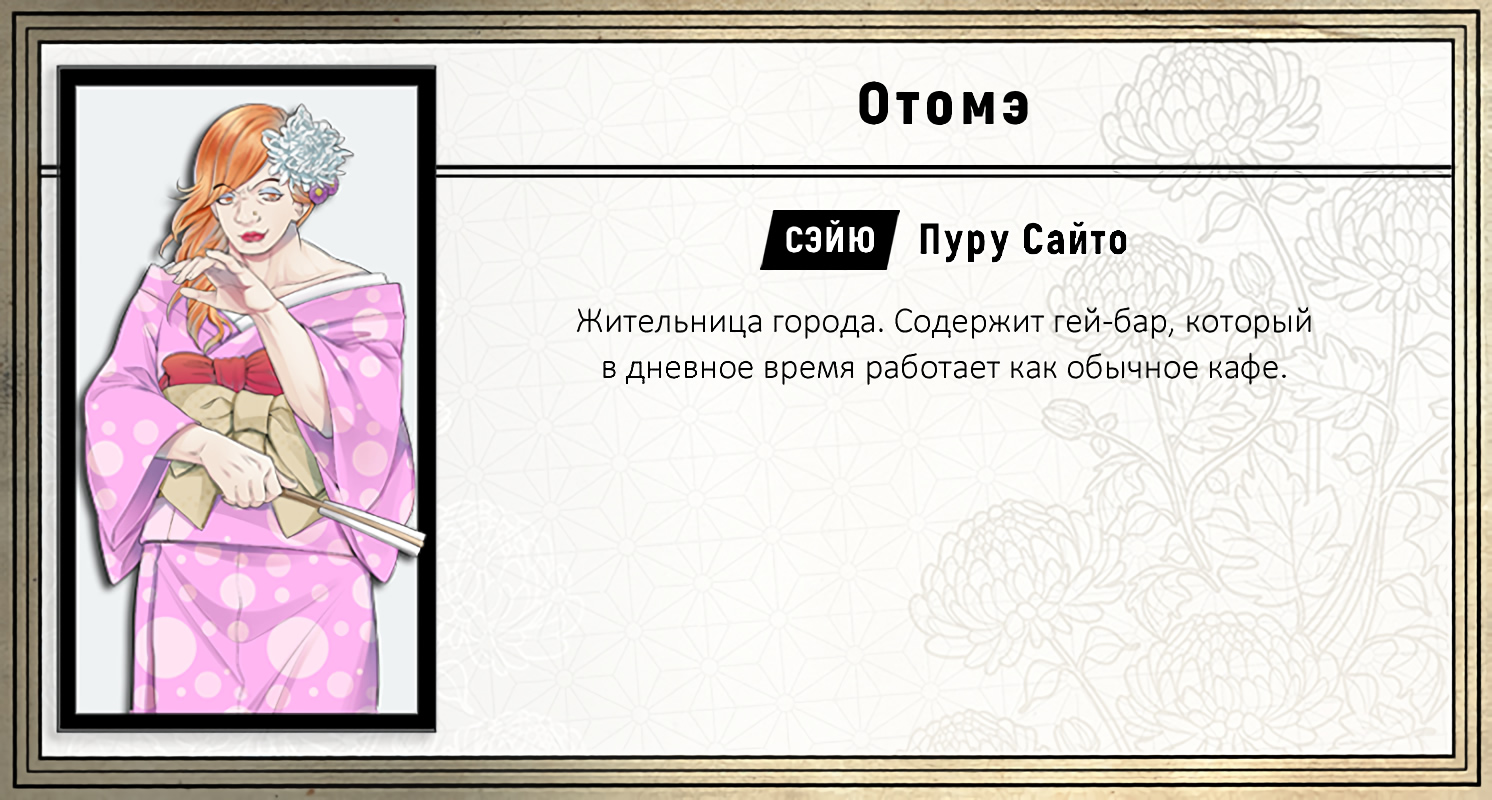 Отомэ
СЭЙЮ Пуру Сайто
Жительница города. Содержит гей-бар, который
в дневное время работает как обычное кафе.